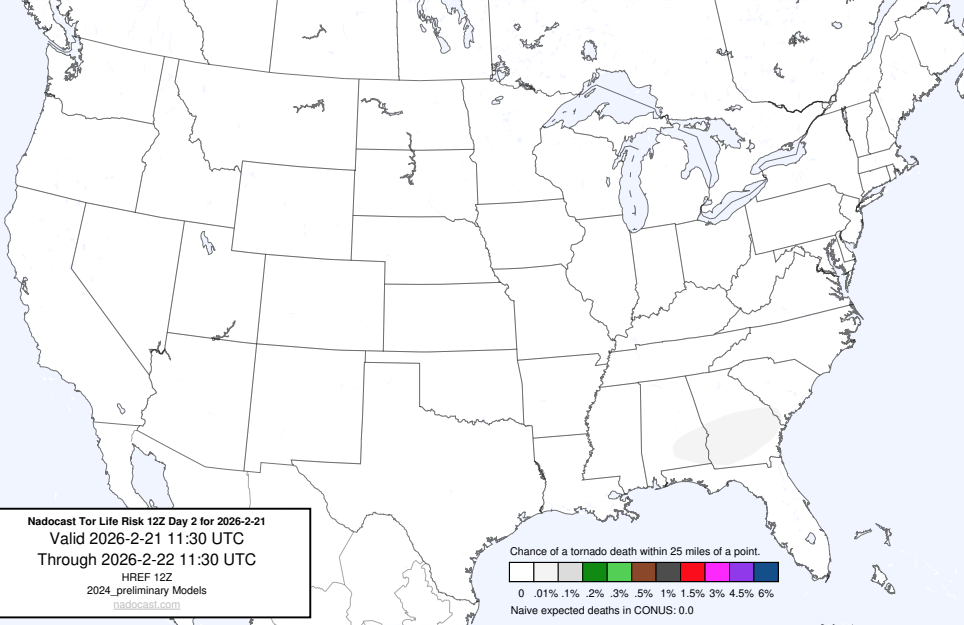 Nadocast Tor Life Risk 12Z Day 2 for 2026-2-21
Valid 2026-2-21 11:30 UTC
Through 2026-2-22 11:30 UTC
HREF 12Z
2024_preliminary Models
nadocast.com
Chance of a tornado death within 25 miles of a point.
0 .01% .1% .2% .3% .5% 1% 1.5% 3% 4.5% 6%
Naive expected deaths in CONUS: 0.0